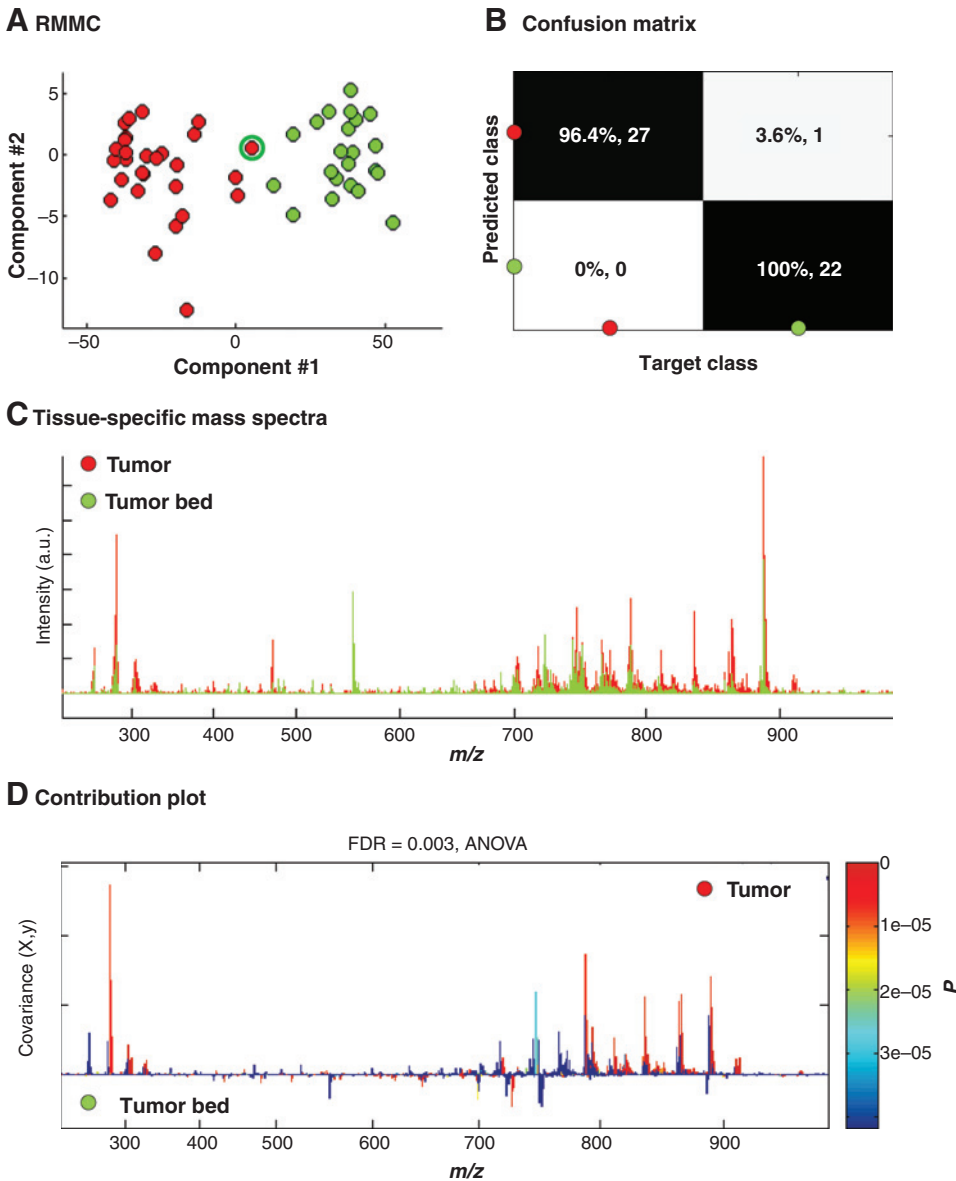 A RMMC
5
0
−5
−10
Component #2
−50
0
50
Component #1
B Confusion matrix
Predicted class
96.4%, 27
3.6%, 1
0%, 0
100%, 22
Target class
C Tissue-specific mass spectra
Tumor
Tumor bed
Intensity (a.u.)
300 400 500 600 700 800 900
m/z
D Contribution plot
FDR = 0.003, ANOVA
Tumor
Covariance (X,y)
Tumor bed
300 400 500 600 700 800 900
m/z
0
1e−05
2e−05
3e−05
P